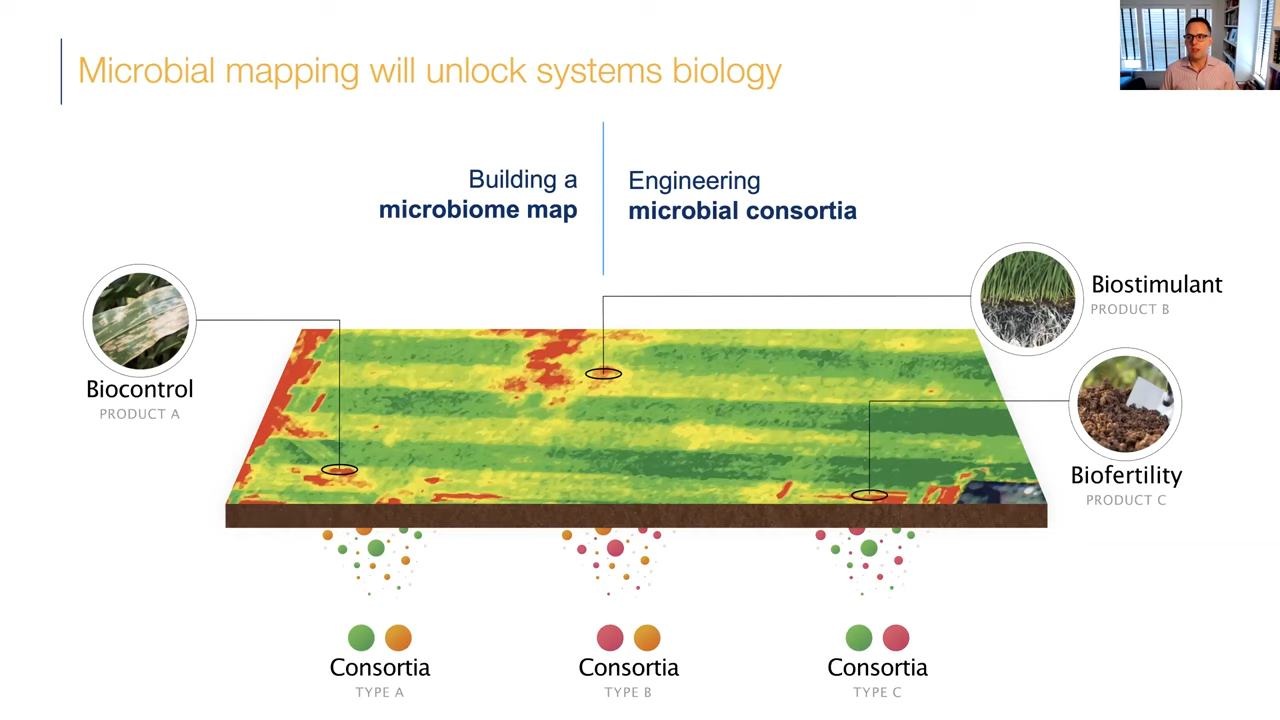 Microbial mapping will unlock systems biology
Building a
microbiome map
Engineering
microbial consortia
Biocontrol
PRODUCT A
Biostimulant
PRODUCT B
Biofertility
PRODUCT C
Consortia
TYPE A
Consortia
TYPE B
Consortia
TYPE C